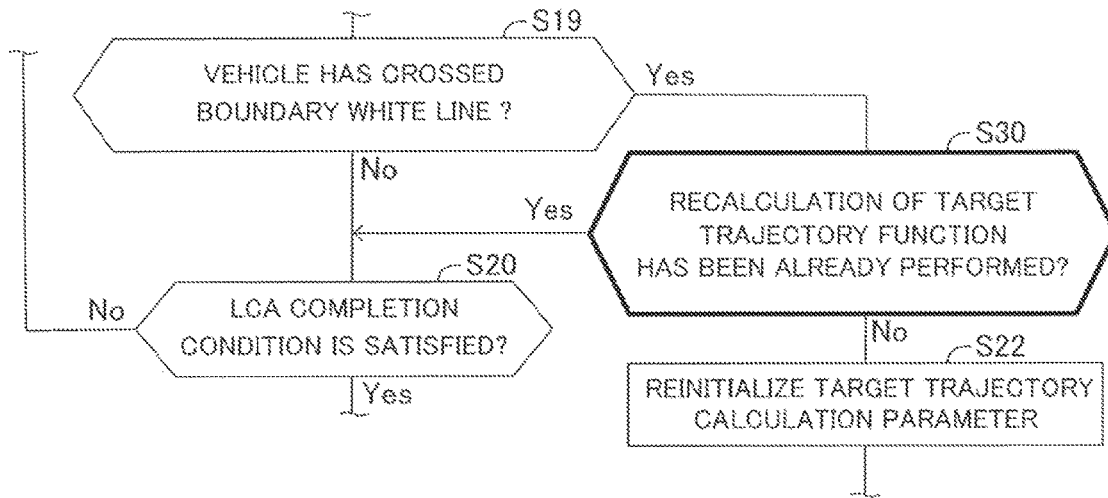 S19
VEHICLE HAS CROSSED
BOUNDARY WHITE LINE ?
Yes
No
S30
RECALCULATION OF TARGET
TRAJECTORY FUNCTION
HAS BEEN ALREADY PERFORMED?
Yes
No
S20
LCA COMPLETION
CONDITION IS SATISFIED?
No
Yes
S22
REINITIALIZE TARGET TRAJECTORY
CALCULATION PARAMETER